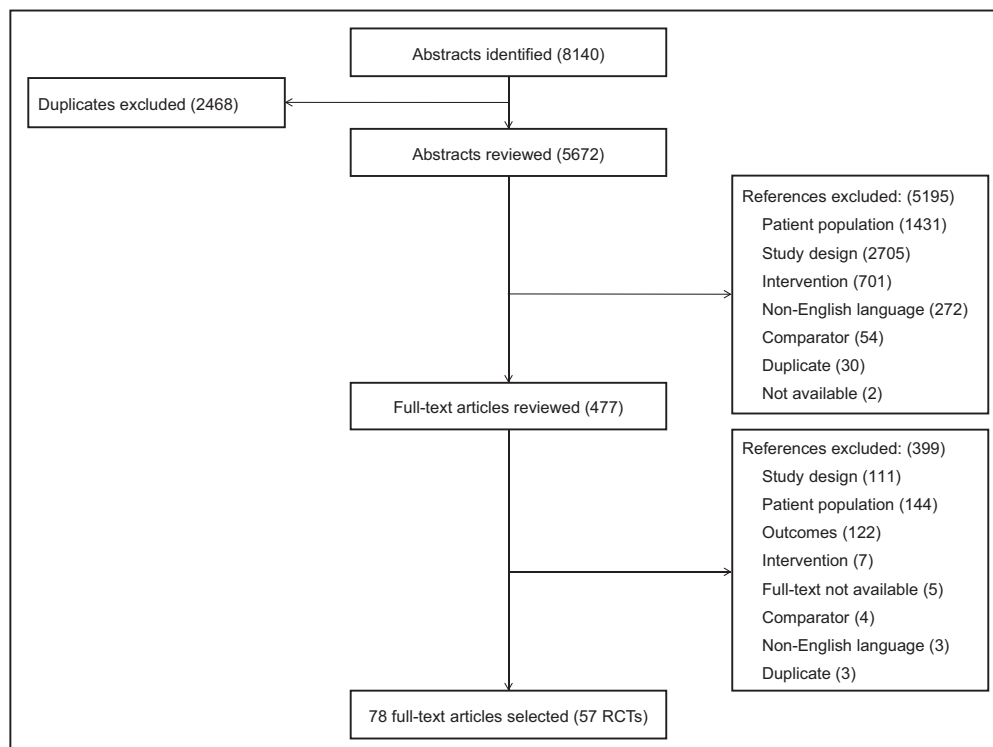 Abstracts identified (8140)
Duplicates excluded (2468)
Abstracts reviewed (5672)
References excluded: (5195)
Patient population (1431)
Study design (2705)
Intervention (701)
Non-English language (272)
Comparator (54)
Duplicate (30)
Not available (2)
Full-text articles reviewed (477)
References excluded: (399)
Study design (111)
Patient population (144)
Outcomes (122)
Intervention (7)
Full-text not available (5)
Comparator (4)
Non-English language (3)
Duplicate (3)
78 full-text articles selected (57 RCTs)